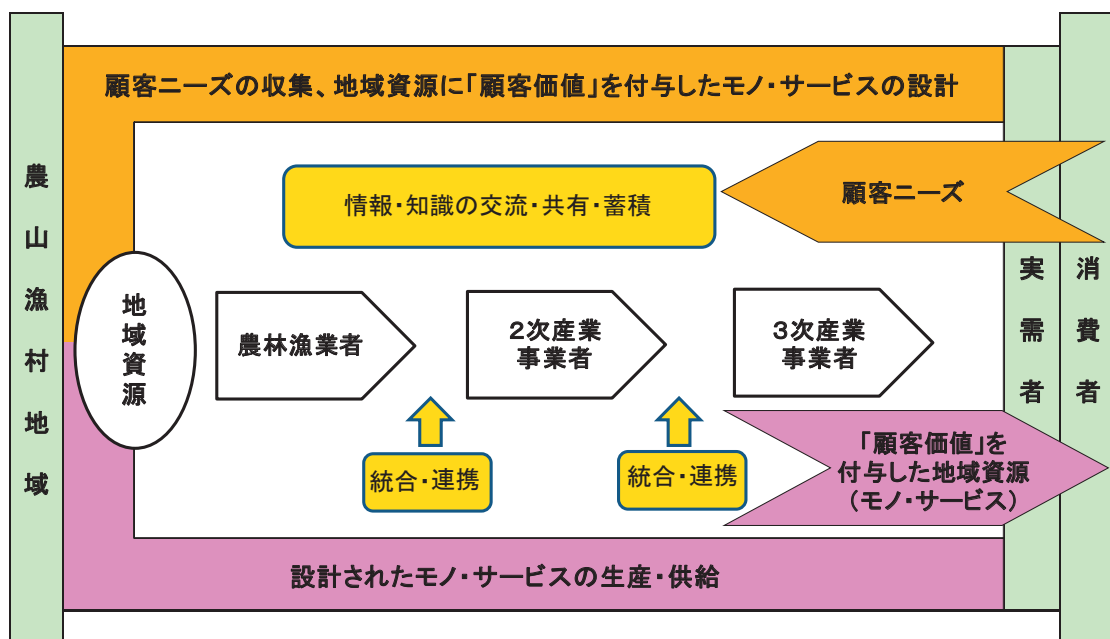 農山漁村地域
顧客ニーズの収集、地域資源に「顧客価値」を付与したモノ・サービスの設計
情報・知識の交流・共有・蓄積
顧客ニーズ
地域資源
農林漁業者
2次産業
事業者
3次産業
事業者
実需者
消費者
統合・連携
統合・連携
「顧客価値」を
付与した地域資源
（モノ・サービス）
設計されたモノ・サービスの生産・供給